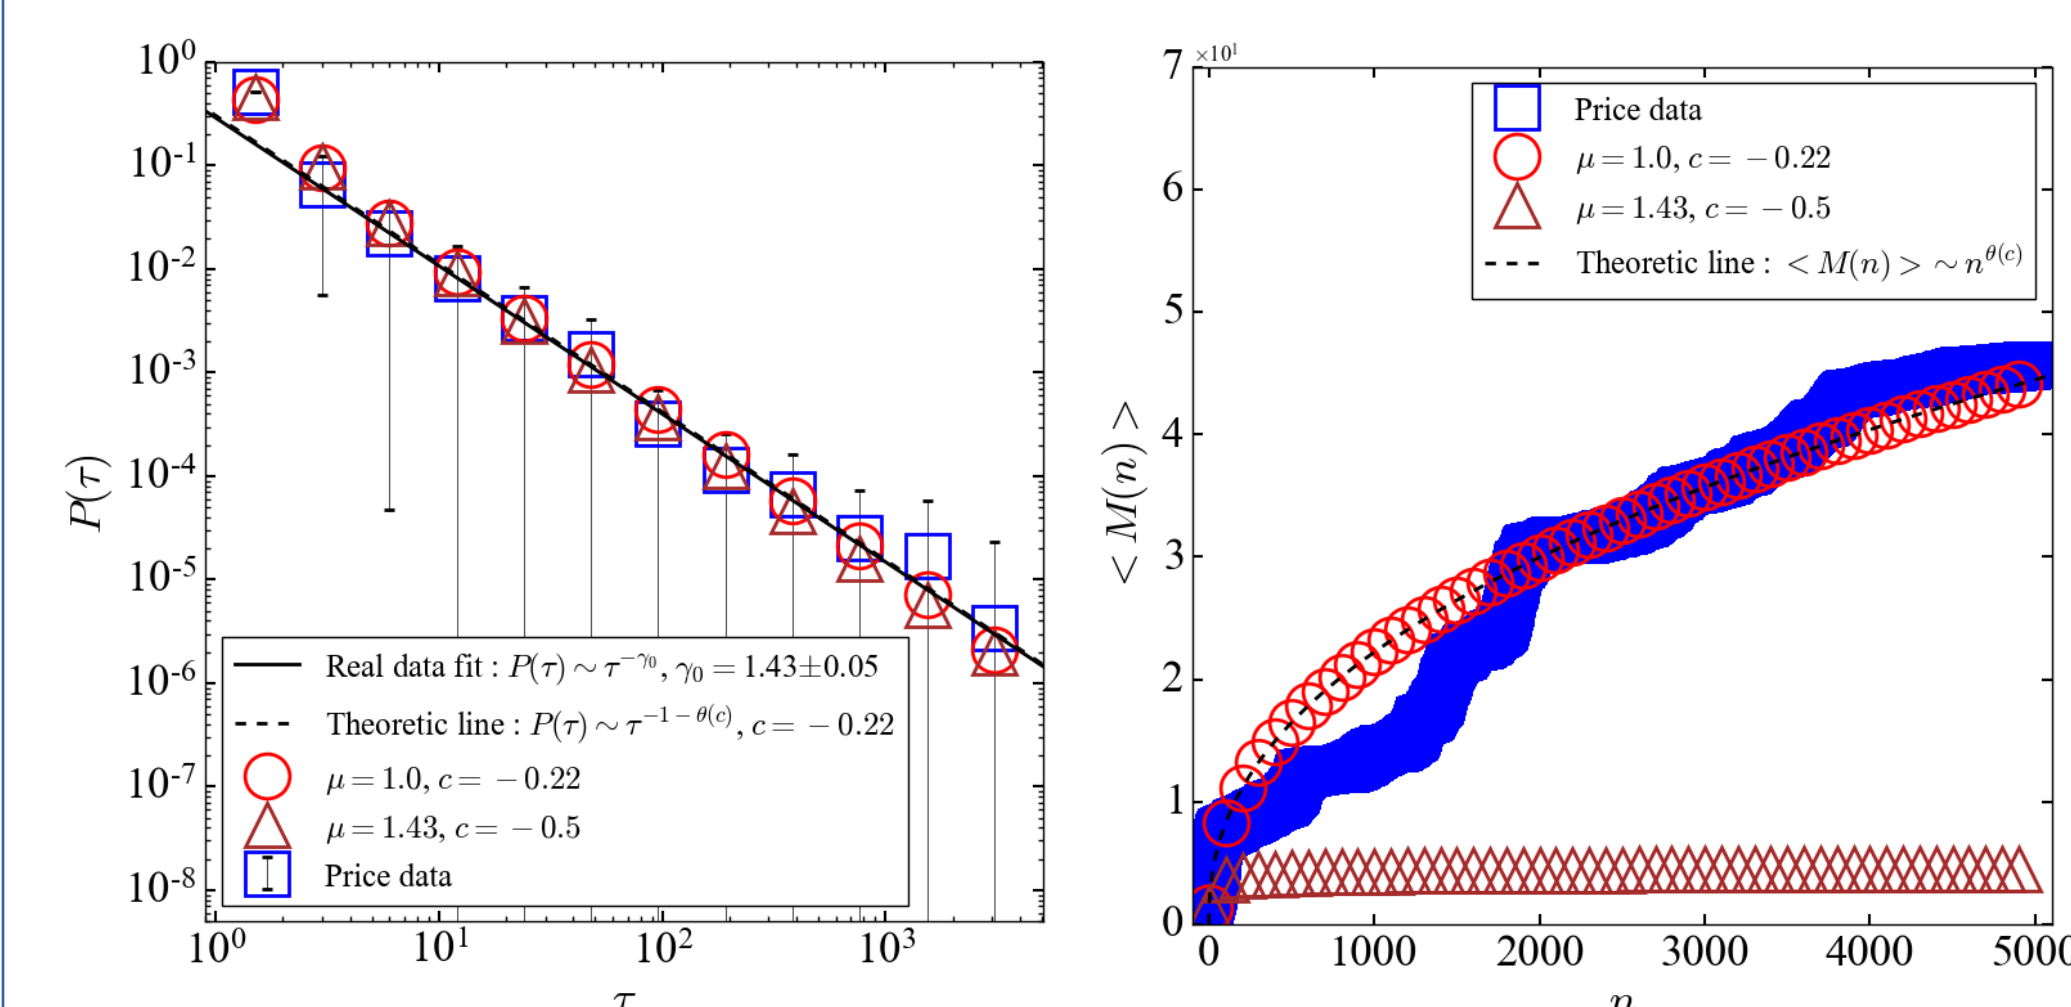 10^0
10^-1
10^-2
10^-3
10^-4
10^-5
10^-6
10^-7
10^-8
P(τ)
Real data fit : P(τ) ∼ τ^{-γ_0}, γ_0 = 1.43±0.05
Theoretic line : P(τ) ∼ τ^{-1-θ(c)}, c = -0.22
μ = 1.0, c = -0.22
μ = 1.43, c = -0.5
Price data
10^0 10^1 10^2 10^3
τ
×10^1
7
6
5
4
3
2
1
0
< M(n) >
Price data
μ = 1.0, c = -0.22
μ = 1.43, c = -0.5
Theoretic line : < M(n) > ∼ n^{θ(c)}
0 1000 2000 3000 4000 5000
n